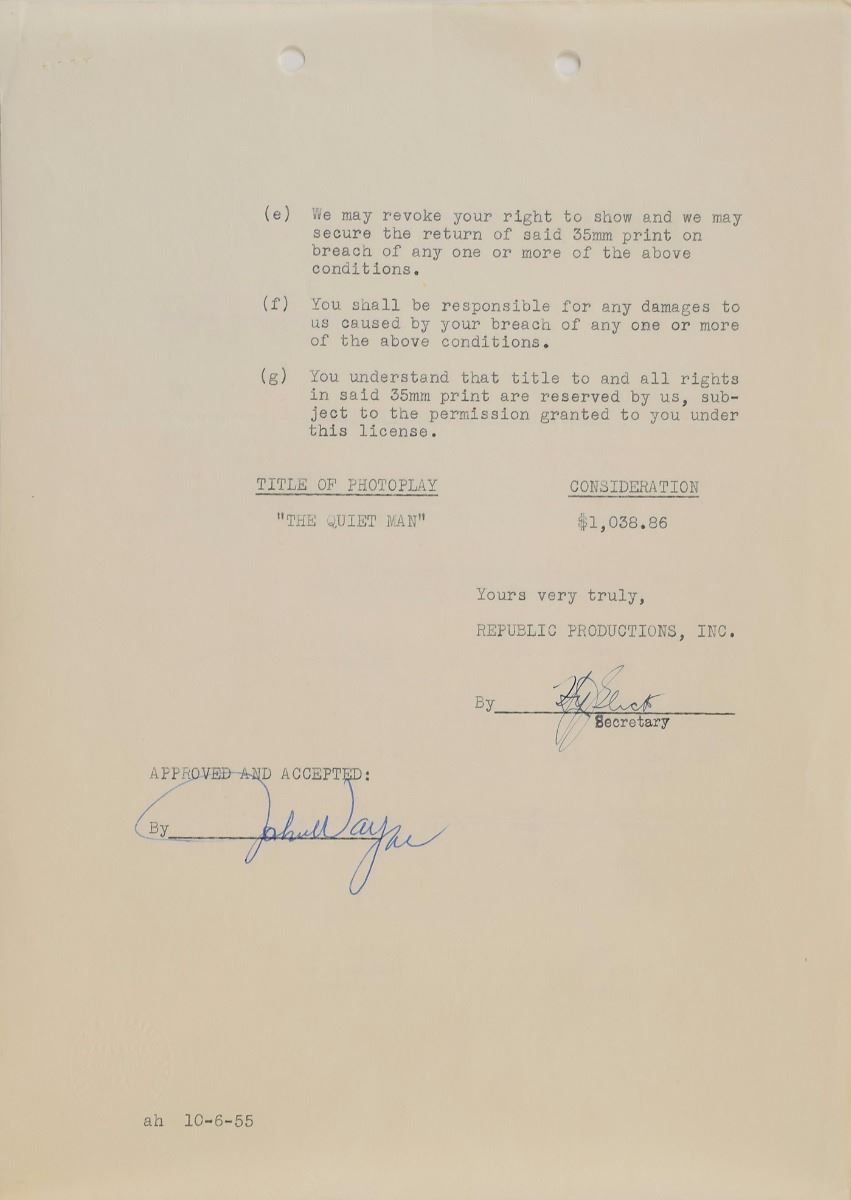 (e) We may revoke your right to show and we may
secure the return of said 35mm print on
breach of any one or more of the above
conditions.
(f) You shall be responsible for any damages to
us caused by your breach of any one or more
of the above conditions.
(g) You understand that title to and all rights
in said 35mm print are reserved by us, sub-
ject to the permission granted to you under
this license.
TITLE OF PHOTOPLAY CONSIDERATION
"THE QUIET MAN" $1,038.86
Yours very truly,
REPUBLIC PRODUCTIONS, INC.
By
Secretary
APPROVED AND ACCEPTED:
By John Wayne
ah 10-6-55